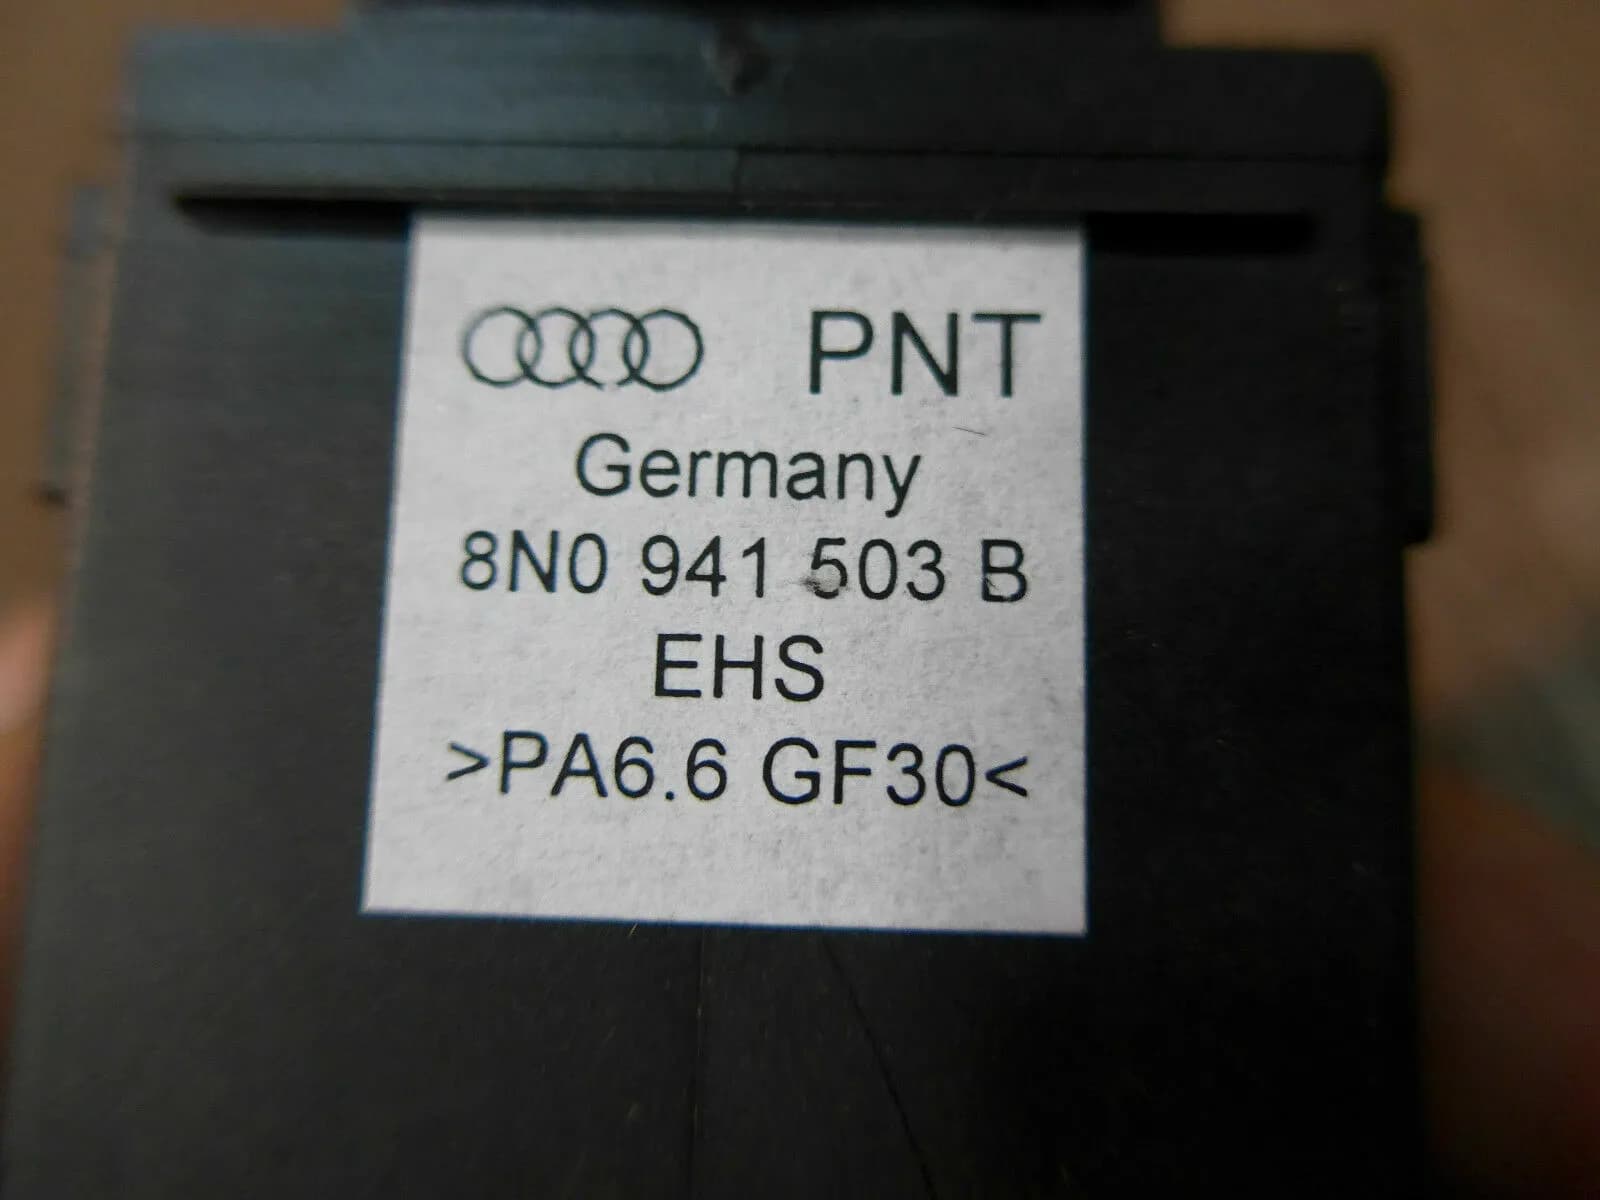 PNT
Germany
8N0 941 503 B
EHS
>PA6.6 GF30<